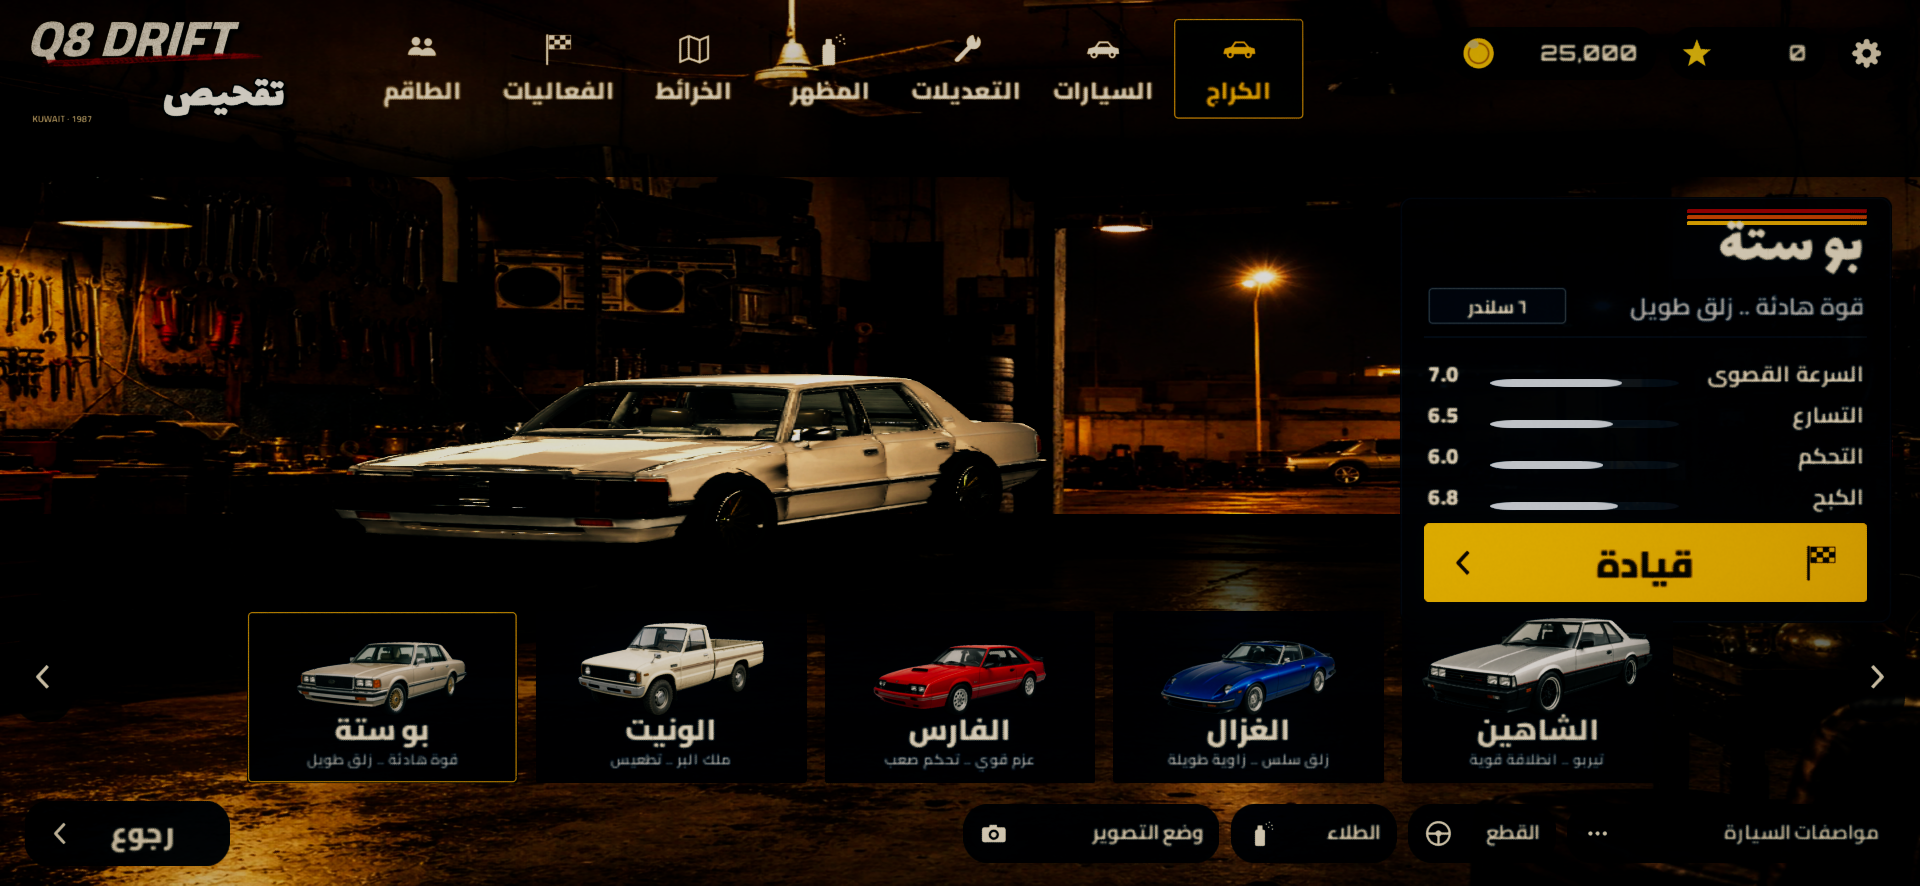 Q8 DRIFT
تفحيص
KUWAIT · 1987
الكراج
السيارات
التعديلات
المظهر
الخرائط
الفعاليات
الطاقم
25,000
0
بو ستة
قوة هادئة .. زلق طويل
٦ سلندر
السرعة القصوى 7.0
التسارع 6.5
التحكم 6.0
الكبح 6.8
قيادة
الشاهين
تيربو .. انطلاقة قوية
الغزال
زلق سلس .. زاوية طويلة
الفارس
عزم قوي .. تحكم صعب
الونيت
ملك البر .. تطعيس
بو ستة
قوة هادئة .. زلق طويل
مواصفات السيارة
القطع
الطلاء
وضع التصوير
رجوع